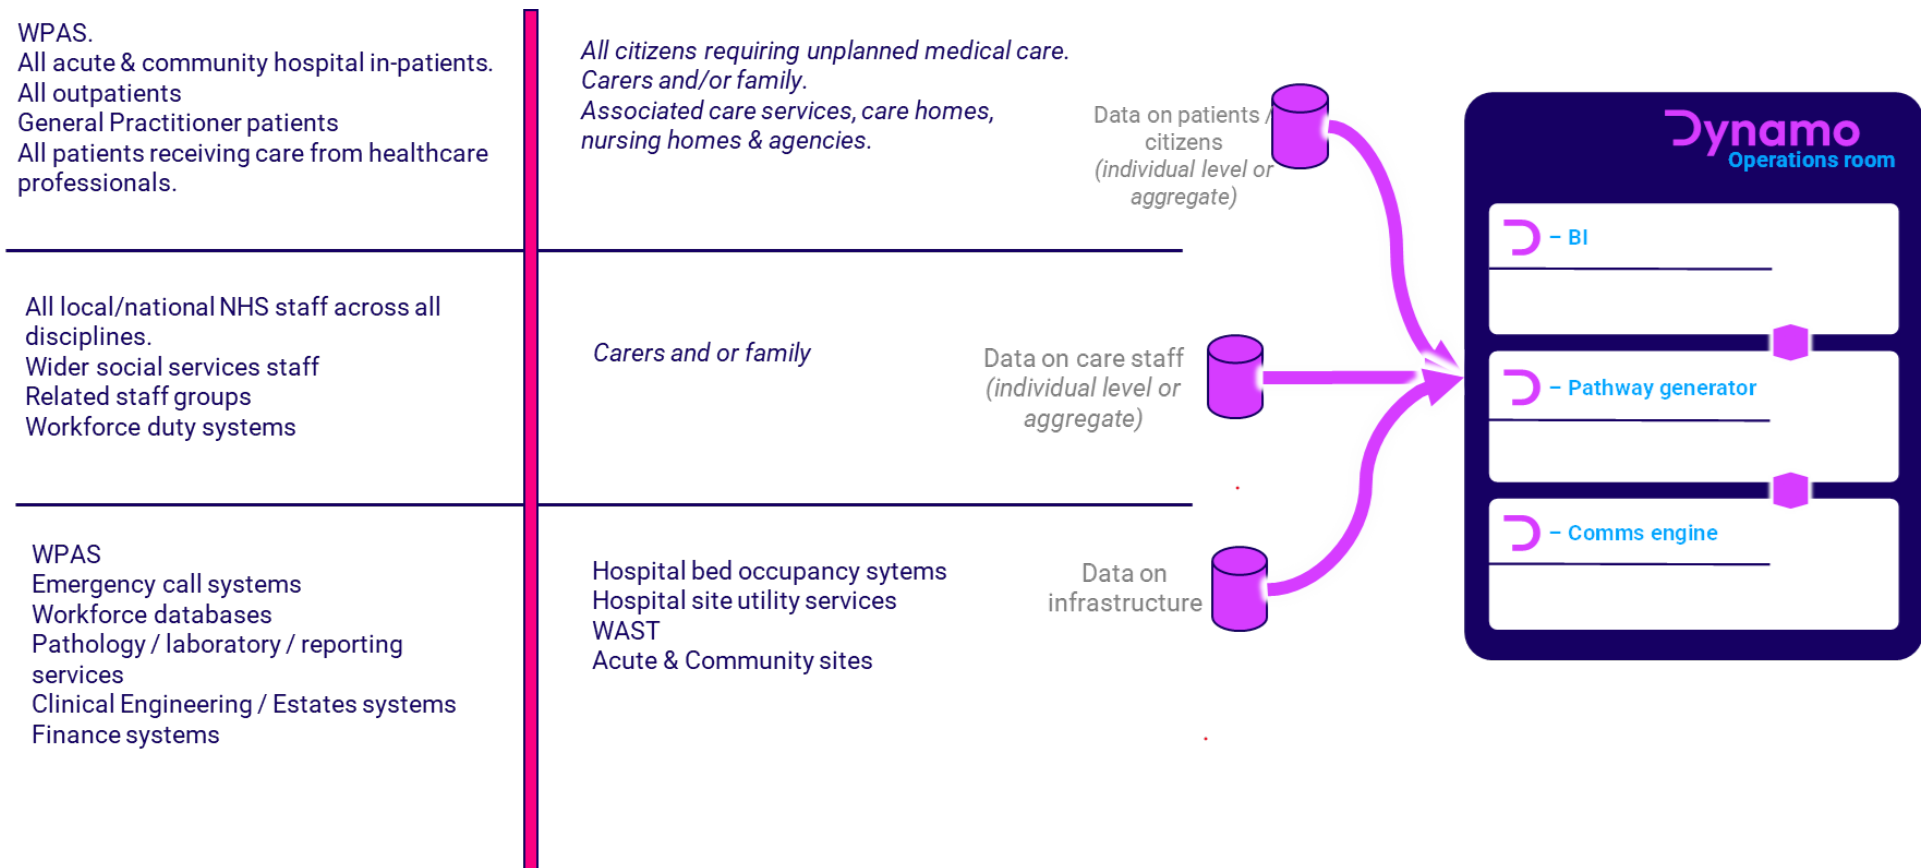 WPAS.
All acute & community hospital in-patients.
All outpatients
General Practitioner patients
All patients receiving care from healthcare
professionals.
All citizens requiring unplanned medical care.
Carers and/or family.
Associated care services, care homes,
nursing homes & agencies.
Data on patients /
citizens
(individual level or
aggregate)
All local/national NHS staff across all
disciplines.
Wider social services staff
Related staff groups
Workforce duty systems
Carers and or family
Data on care staff
(individual level or
aggregate)
WPAS
Emergency call systems
Workforce databases
Pathology / laboratory / reporting
services
Clinical Engineering / Estates systems
Finance systems
Hospital bed occupancy sytems
Hospital site utility services
WAST
Acute & Community sites
Data on
infrastructure
Dynamo
Operations room
D – BI
D – Pathway generator
D – Comms engine